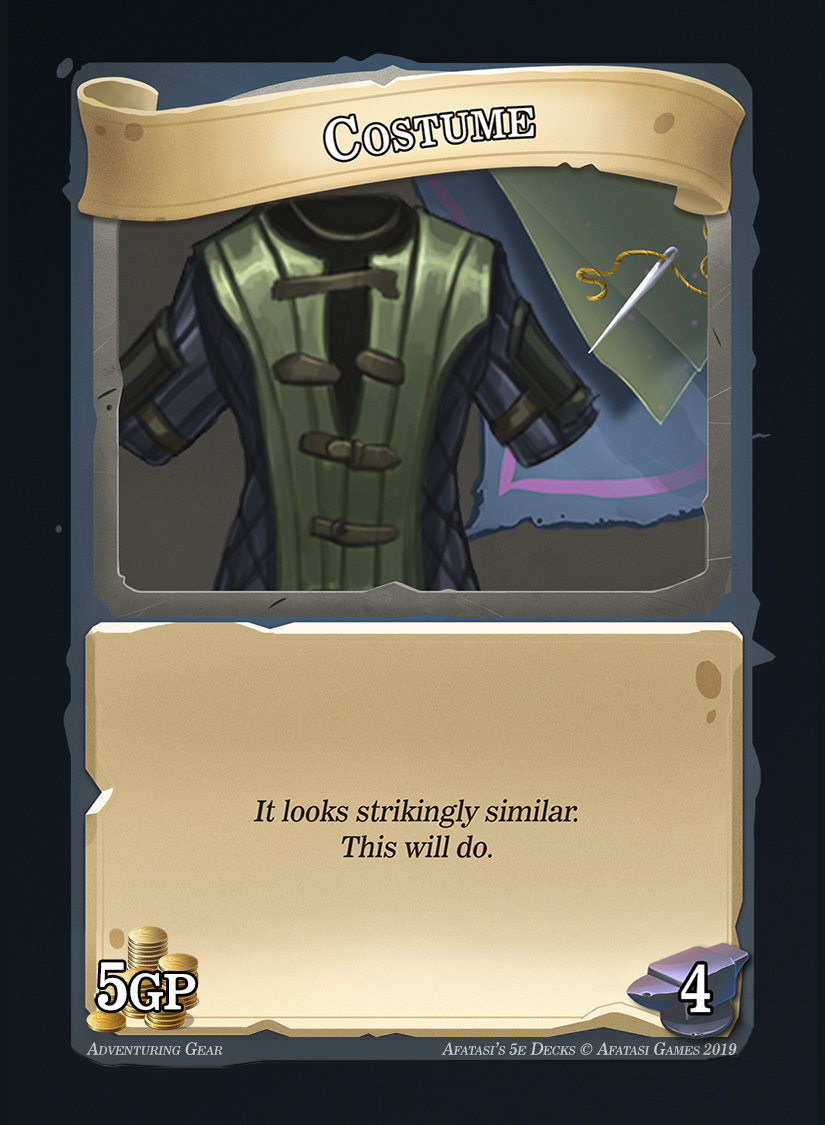 Costume
It looks strikingly similar.
This will do.
5GP
4
Adventuring Gear
Afatasi's 5e Decks © Afatasi Games 2019